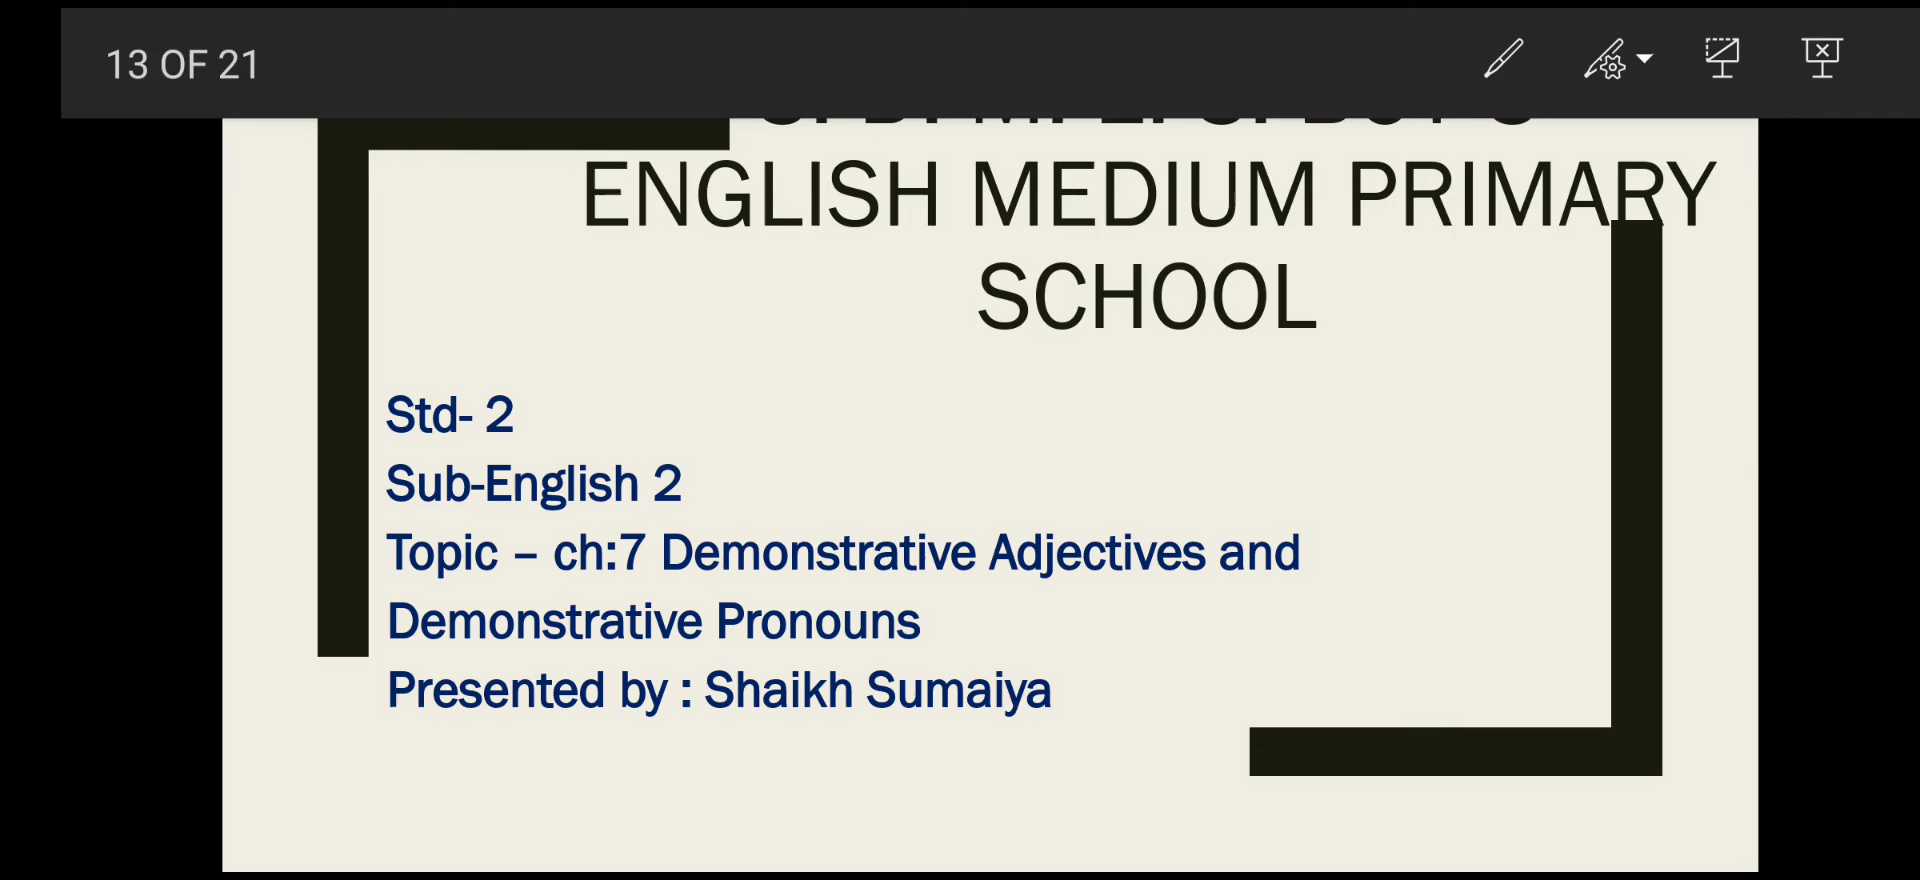 13 OF 21
ENGLISH MEDIUM PRIMARY
SCHOOL
Std- 2
Sub-English 2
Topic – ch:7 Demonstrative Adjectives and
Demonstrative Pronouns
Presented by : Shaikh Sumaiya